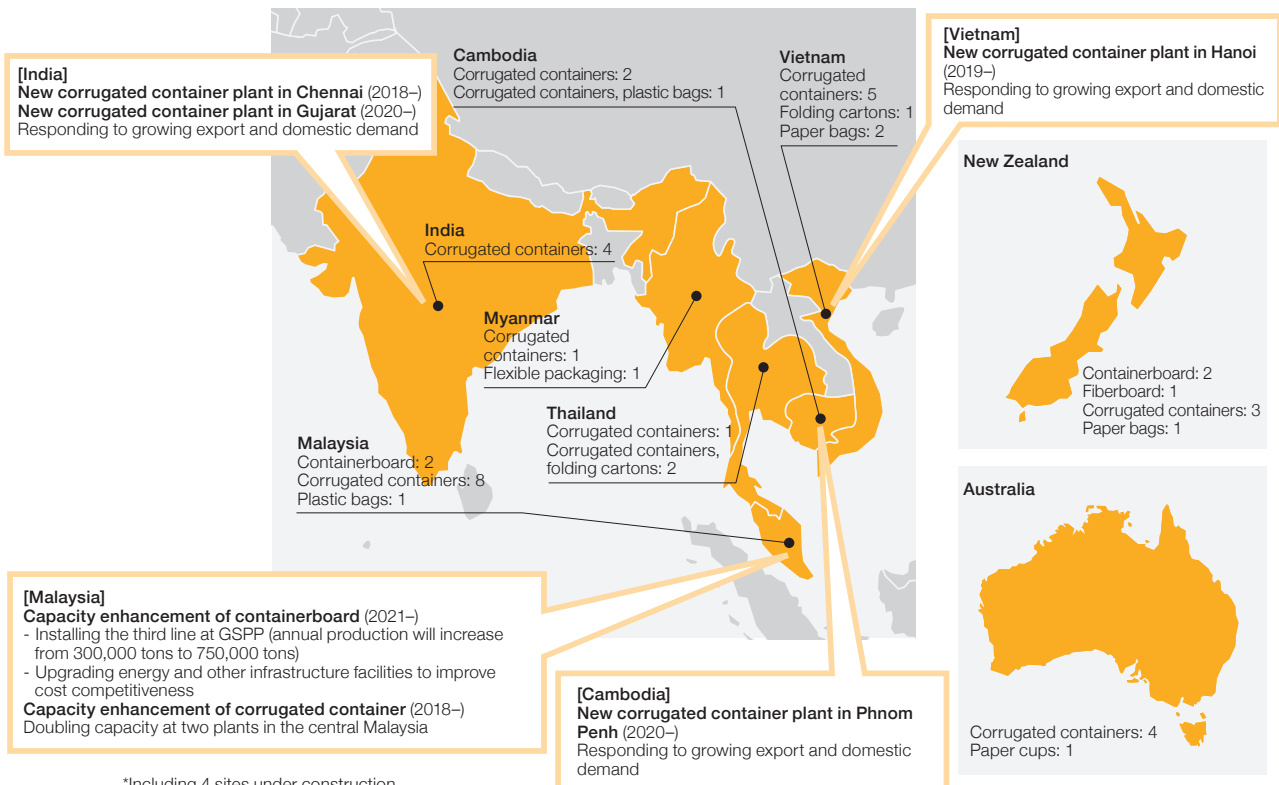 [India]
New corrugated container plant in Chennai (2018–)
New corrugated container plant in Gujarat (2020–)
Responding to growing export and domestic demand
Cambodia
Corrugated containers: 2
Corrugated containers, plastic bags: 1
Vietnam
Corrugated
containers: 5
Folding cartons: 1
Paper bags: 2
[Vietnam]
New corrugated container plant in Hanoi
(2019–)
Responding to growing export and domestic
demand
India
Corrugated containers: 4
Myanmar
Corrugated
containers: 1
Flexible packaging: 1
Thailand
Corrugated containers: 1
Corrugated containers,
folding cartons: 2
Malaysia
Containerboard: 2
Corrugated containers: 8
Plastic bags: 1
New Zealand
Containerboard: 2
Fiberboard: 1
Corrugated containers: 3
Paper bags: 1
Australia
Corrugated containers: 4
Paper cups: 1
[Malaysia]
Capacity enhancement of containerboard (2021–)
- Installing the third line at GSPP (annual production will increase
from 300,000 tons to 750,000 tons)
- Upgrading energy and other infrastructure facilities to improve
cost competitiveness
Capacity enhancement of corrugated container (2018–)
Doubling capacity at two plants in the central Malaysia
[Cambodia]
New corrugated container plant in Phnom
Penh (2020–)
Responding to growing export and domestic
demand
*Including 4 sites under construction